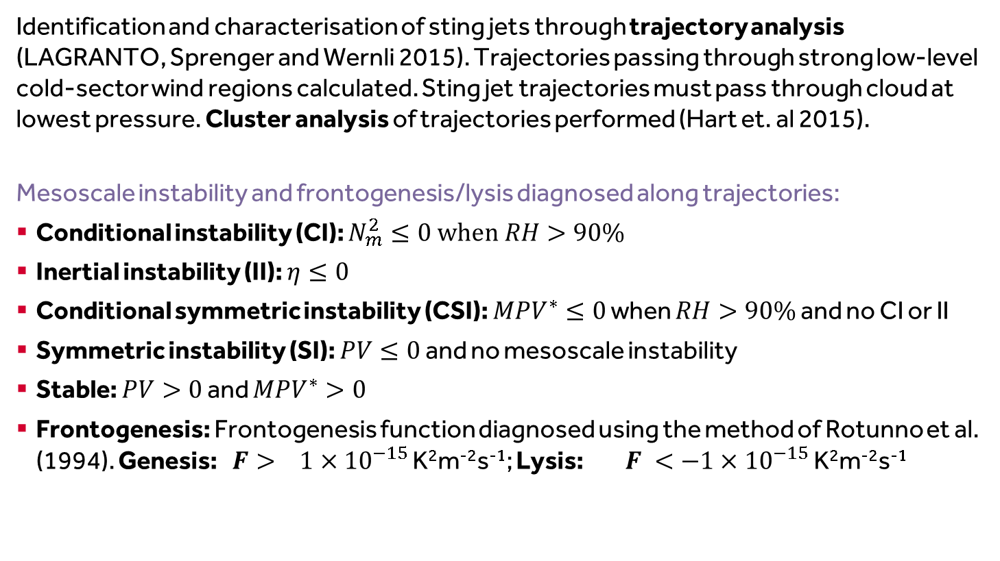 Identification and characterisation of sting jets through trajectory analysis
(LAGRANTO, Sprenger and Wernli 2015). Trajectories passing through strong low-level
cold-sector wind regions calculated. Sting jet trajectories must pass through cloud at
lowest pressure. Cluster analysis of trajectories performed (Hart et. al 2015).
Mesoscale instability and frontogenesis/lysis diagnosed along trajectories:
▪ Conditional instability (CI): $N_m^2 \leq 0$ when $RH > 90\%$
▪ Inertial instability (II): $\eta \leq 0$
▪ Conditional symmetric instability (CSI): $MPV^* \leq 0$ when $RH > 90\%$ and no CI or II
▪ Symmetric instability (SI): $PV \leq 0$ and no mesoscale instability
▪ Stable: $PV > 0$ and $MPV^* > 0$
▪ Frontogenesis: Frontogenesis function diagnosed using the method of Rotunno et al.
(1994). Genesis: $F > 1 \times 10^{-15}$ K²m⁻²s⁻¹; Lysis: $F < -1 \times 10^{-15}$ K²m⁻²s⁻¹